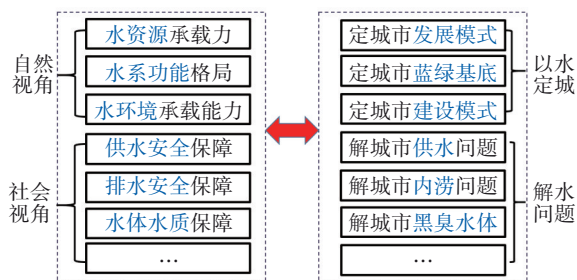 自然
视角
水资源承载力
水系功能格局
水环境承载能力
社会
视角
供水安全保障
排水安全保障
水体水质保障
…
定城市发展模式
定城市蓝绿基底
定城市建设模式
以水
定城
解城市供水问题
解城市内涝问题
解城市黑臭水体
…
解水
问题